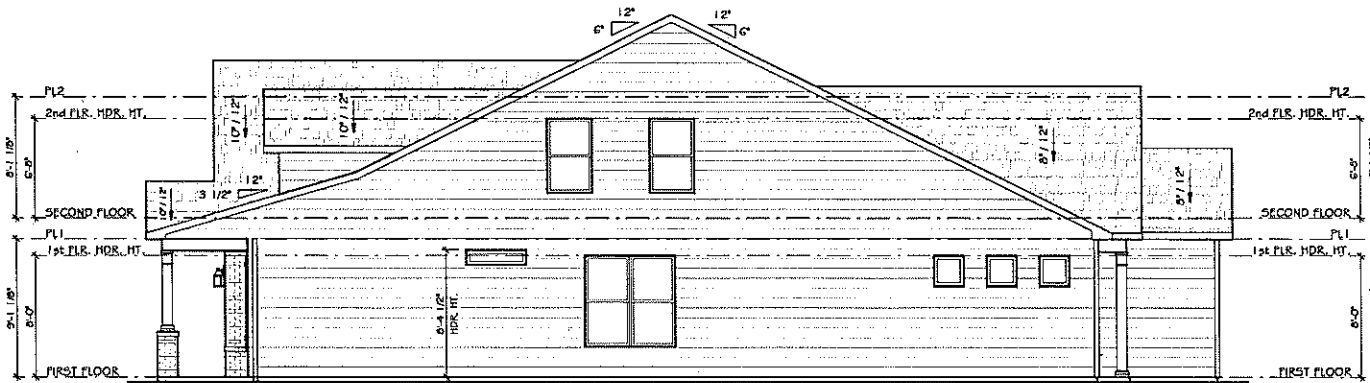 12"
12"
6"
6"
PL2
PL2
2nd FLR. HDR. HT.
2nd FLR. HDR. HT.
10"/12"
10"/12"
8"/12"
8'-1 1/8"
6'-8"
6'-8"
12"
3 1/2"
10"/12"
8"/12"
SECOND FLOOR
SECOND FLOOR
PL1
PL1
1st FLR. HDR. HT.
1st FLR. HDR. HT.
9'-1 1/8"
8'-0"
8'-4 1/2"
HDR. HT.
8'-0"
FIRST FLOOR
FIRST FLOOR